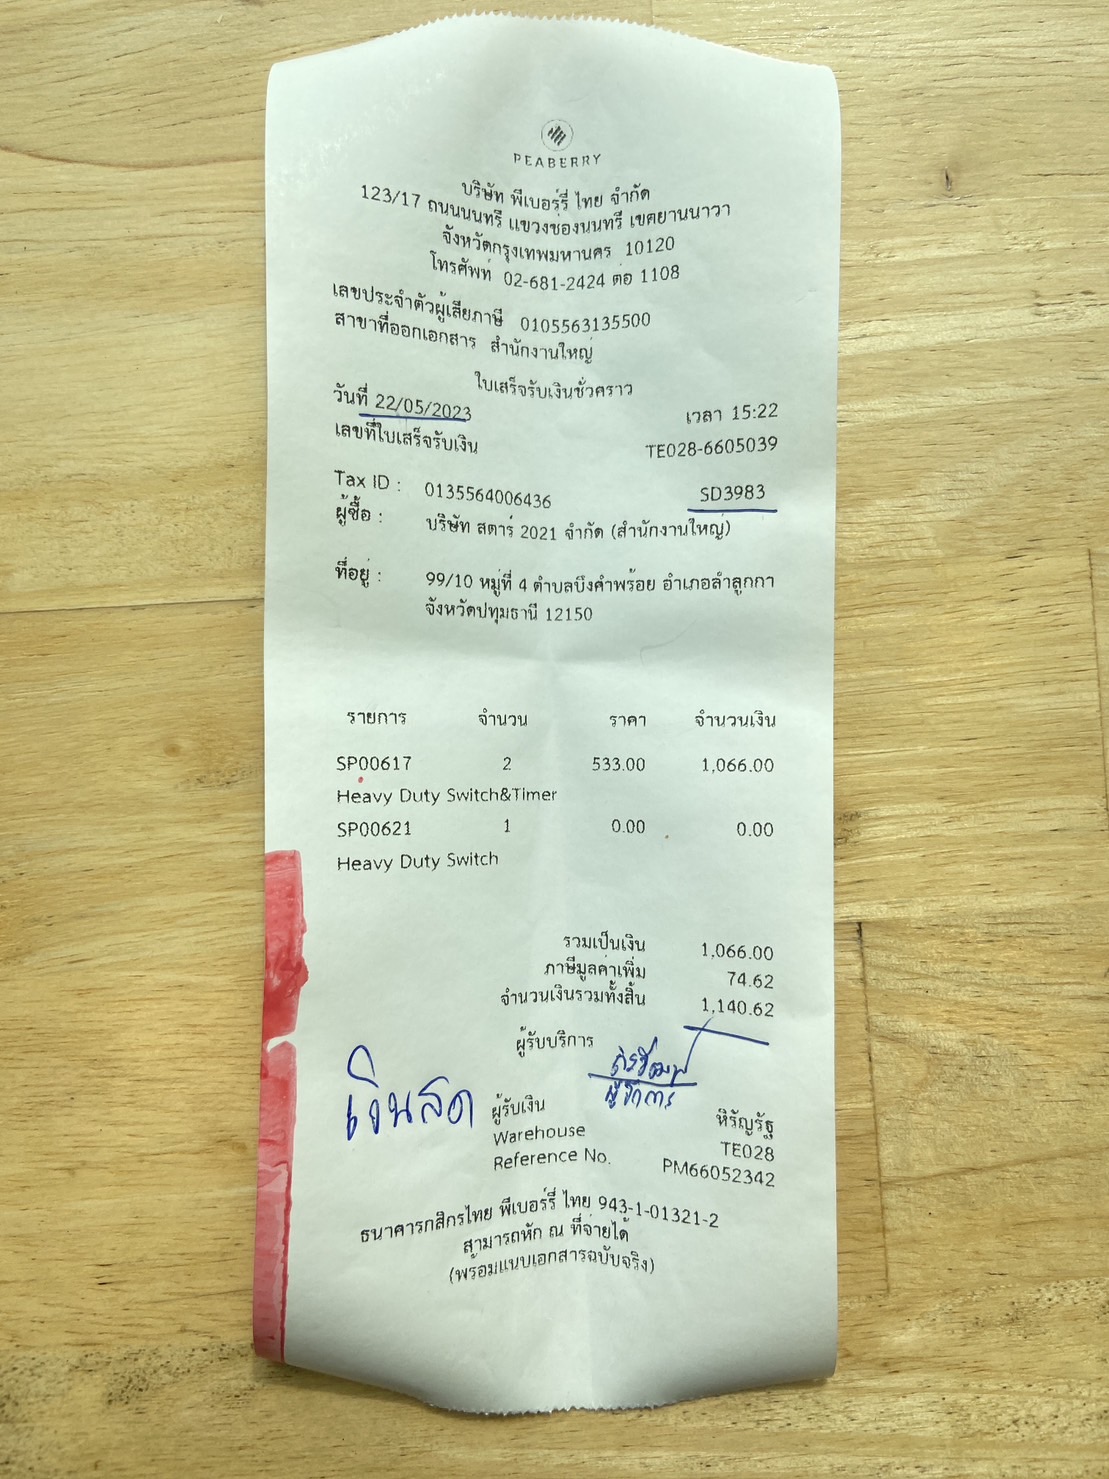 PEABERRY
บริษัท พีเบอร์รี่ ไทย จำกัด
123/17 ถนนนนทรี แขวงช่องนนทรี เขตยานนาวา
จังหวัดกรุงเทพมหานคร 10120
โทรศัพท์ 02-681-2424 ต่อ 1108
เลขประจำตัวผู้เสียภาษี 0105563135500
สาขาที่ออกเอกสาร สำนักงานใหญ่
ใบเสร็จรับเงินชั่วคราว
วันที่ 22/05/2023 เวลา 15:22
เลขที่ใบเสร็จรับเงิน TE028-6605039
Tax ID : 0135564006436 SD3983
ผู้ซื้อ : บริษัท สตาร์ 2021 จำกัด (สำนักงานใหญ่)
ที่อยู่ : 99/10 หมู่ที่ 4 ตำบลบึงคำพร้อย อำเภอลำลูกกา
จังหวัดปทุมธานี 12150
รายการ จำนวน ราคา จำนวนเงิน
SP00617 2 533.00 1,066.00
Heavy Duty Switch&Timer
SP00621 1 0.00 0.00
Heavy Duty Switch
รวมเป็นเงิน 1,066.00
ภาษีมูลค่าเพิ่ม 74.62
จำนวนเงินรวมทั้งสิ้น 1,140.62
ผู้รับบริการ
ผู้จัดการ
เงินสด
ผู้รับเงิน หิรัญรัฐ
Warehouse TE028
Reference No. PM66052342
ธนาคารกสิกรไทย พีเบอร์รี่ ไทย 943-1-01321-2
สามารถหัก ณ ที่จ่ายได้
(พร้อมแนบเอกสารฉบับจริง)